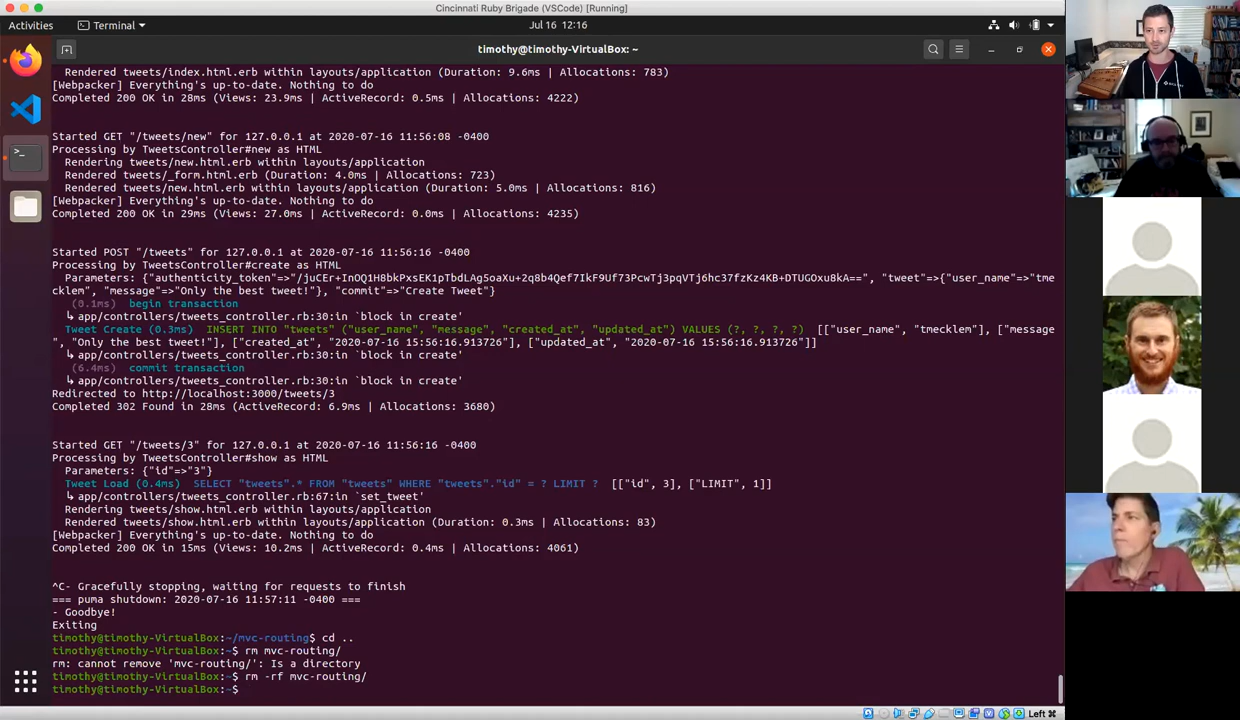 Cincinnati Ruby Brigade (VSCode) [Running]
Activities
Terminal
Jul 16 12:16
timothy@timothy-VirtualBox: ~
Rendered tweets/index.html.erb within layouts/application (Duration: 9.6ms | Allocations: 783)
[Webpacker] Everything's up-to-date. Nothing to do
Completed 200 OK in 28ms (Views: 23.9ms | ActiveRecord: 0.5ms | Allocations: 4222)
Started GET "/tweets/new" for 127.0.0.1 at 2020-07-16 11:56:08 -0400
Processing by TweetsController#new as HTML
Rendering tweets/new.html.erb within layouts/application
Rendered tweets/_form.html.erb (Duration: 4.0ms | Allocations: 723)
Rendered tweets/new.html.erb within layouts/application (Duration: 5.0ms | Allocations: 816)
[Webpacker] Everything's up-to-date. Nothing to do
Completed 200 OK in 29ms (Views: 27.0ms | ActiveRecord: 0.0ms | Allocations: 4235)
Started POST "/tweets" for 127.0.0.1 at 2020-07-16 11:56:16 -0400
Processing by TweetsController#create as HTML
Parameters: {"authenticity_token"=>"/juCEr+InOQ1H8bkPxsEK1pTbdLAg5oaXu+2q8b4Qef7IkF9Uf73PcwTj3pqVTj6hc37fzKz4KB+DTUGOxu8kA==", "tweet"=>{"user_name"=>"tme
cklem", "message"=>"Only the best tweet!"}, "commit"=>"Create Tweet"}
(0.1ms) begin transaction
↳ app/controllers/tweets_controller.rb:30:in `block in create'
Tweet Create (0.3ms) INSERT INTO "tweets" ("user_name", "message", "created_at", "updated_at") VALUES (?, ?, ?, ?) [["user_name", "tmecklem"], ["message
", "Only the best tweet!"], ["created_at", "2020-07-16 15:56:16.913726"], ["updated_at", "2020-07-16 15:56:16.913726"]]
↳ app/controllers/tweets_controller.rb:30:in `block in create'
(6.4ms) commit transaction
↳ app/controllers/tweets_controller.rb:30:in `block in create'
Redirected to http://localhost:3000/tweets/3
Completed 302 Found in 28ms (ActiveRecord: 6.9ms | Allocations: 3680)
Started GET "/tweets/3" for 127.0.0.1 at 2020-07-16 11:56:16 -0400
Processing by TweetsController#show as HTML
Parameters: {"id"=>"3"}
Tweet Load (0.4ms) SELECT "tweets".* FROM "tweets" WHERE "tweets"."id" = ? LIMIT ? [["id", 3], ["LIMIT", 1]]
↳ app/controllers/tweets_controller.rb:67:in `set_tweet'
Rendering tweets/show.html.erb within layouts/application
Rendered tweets/show.html.erb within layouts/application (Duration: 0.3ms | Allocations: 83)
[Webpacker] Everything's up-to-date. Nothing to do
Completed 200 OK in 15ms (Views: 10.2ms | ActiveRecord: 0.4ms | Allocations: 4061)
^C- Gracefully stopping, waiting for requests to finish
=== puma shutdown: 2020-07-16 11:57:11 -0400 ===
- Goodbye!
Exiting
timothy@timothy-VirtualBox:~/mvc-routing$ cd ..
timothy@timothy-VirtualBox:~$ rm mvc-routing/
rm: cannot remove 'mvc-routing/': Is a directory
timothy@timothy-VirtualBox:~$ rm -rf mvc-routing/
timothy@timothy-VirtualBox:~$
Left ⌘